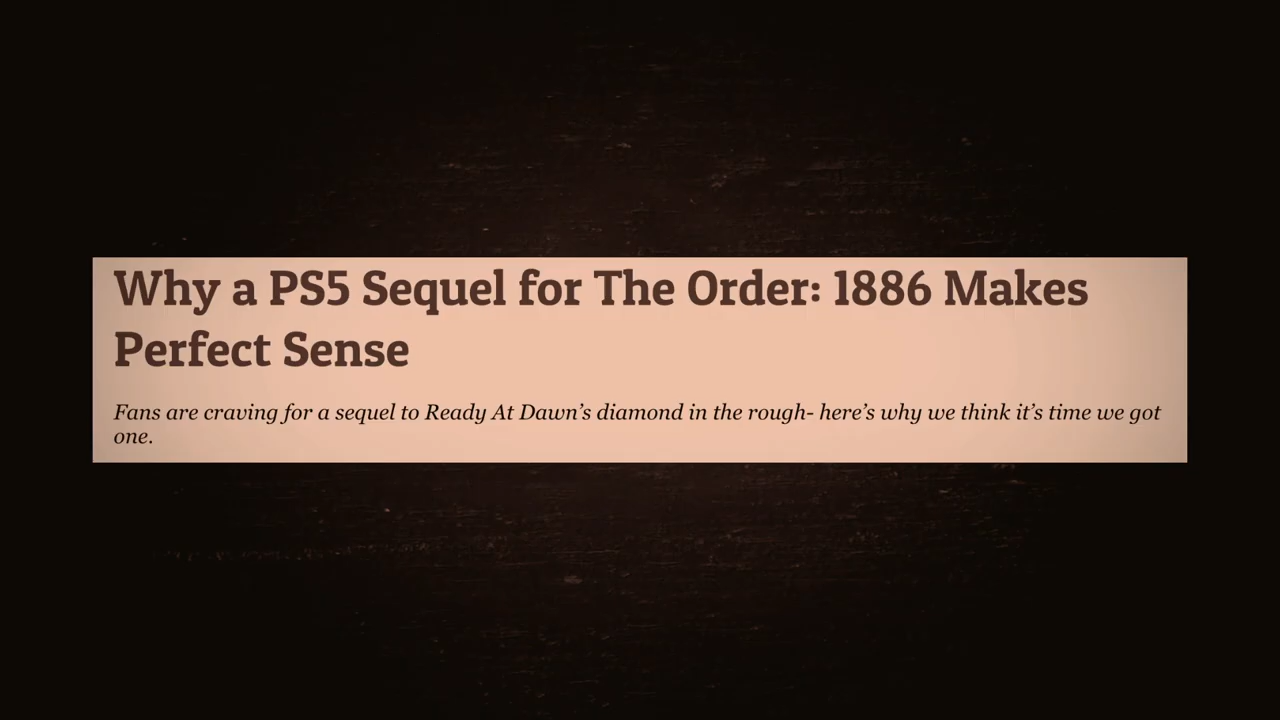 Why a PS5 Sequel for The Order: 1886 Makes
Perfect Sense
Fans are craving for a sequel to Ready At Dawn’s diamond in the rough- here’s why we think it’s time we got
one.